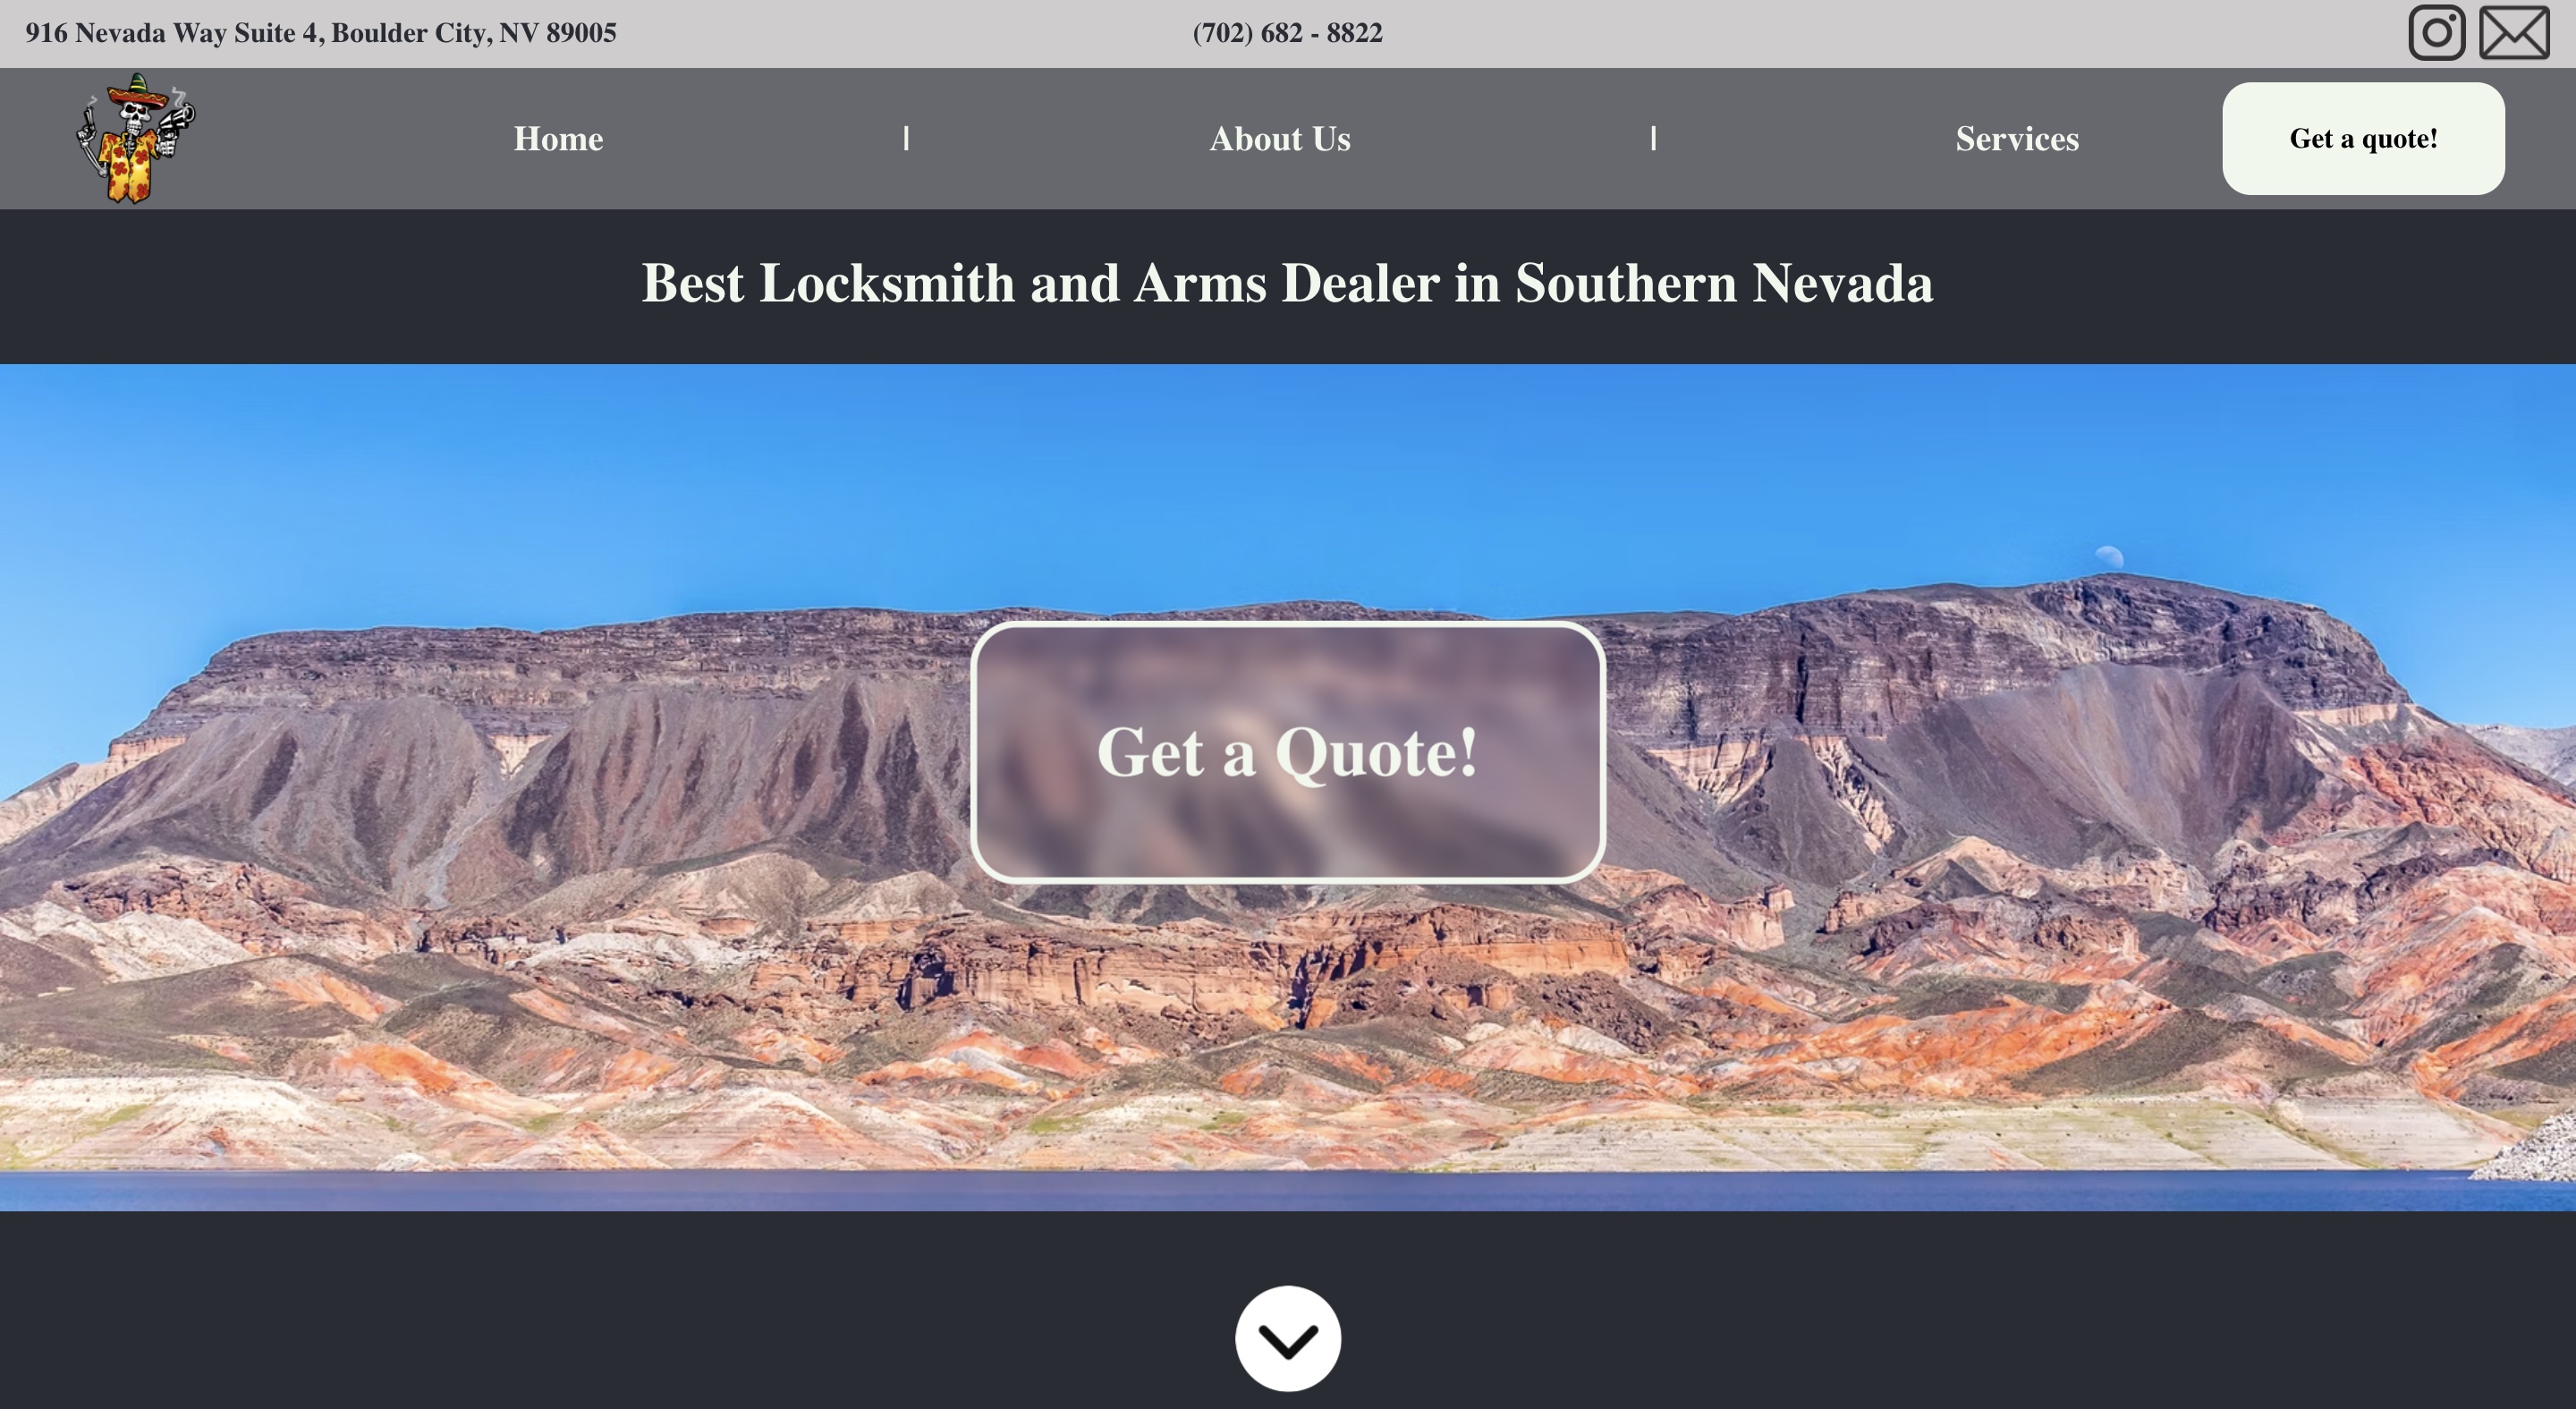 916 Nevada Way Suite 4, Boulder City, NV 89005
(702) 682 - 8822
Home | About Us | Services
Get a quote!
Best Locksmith and Arms Dealer in Southern Nevada
Get a Quote!